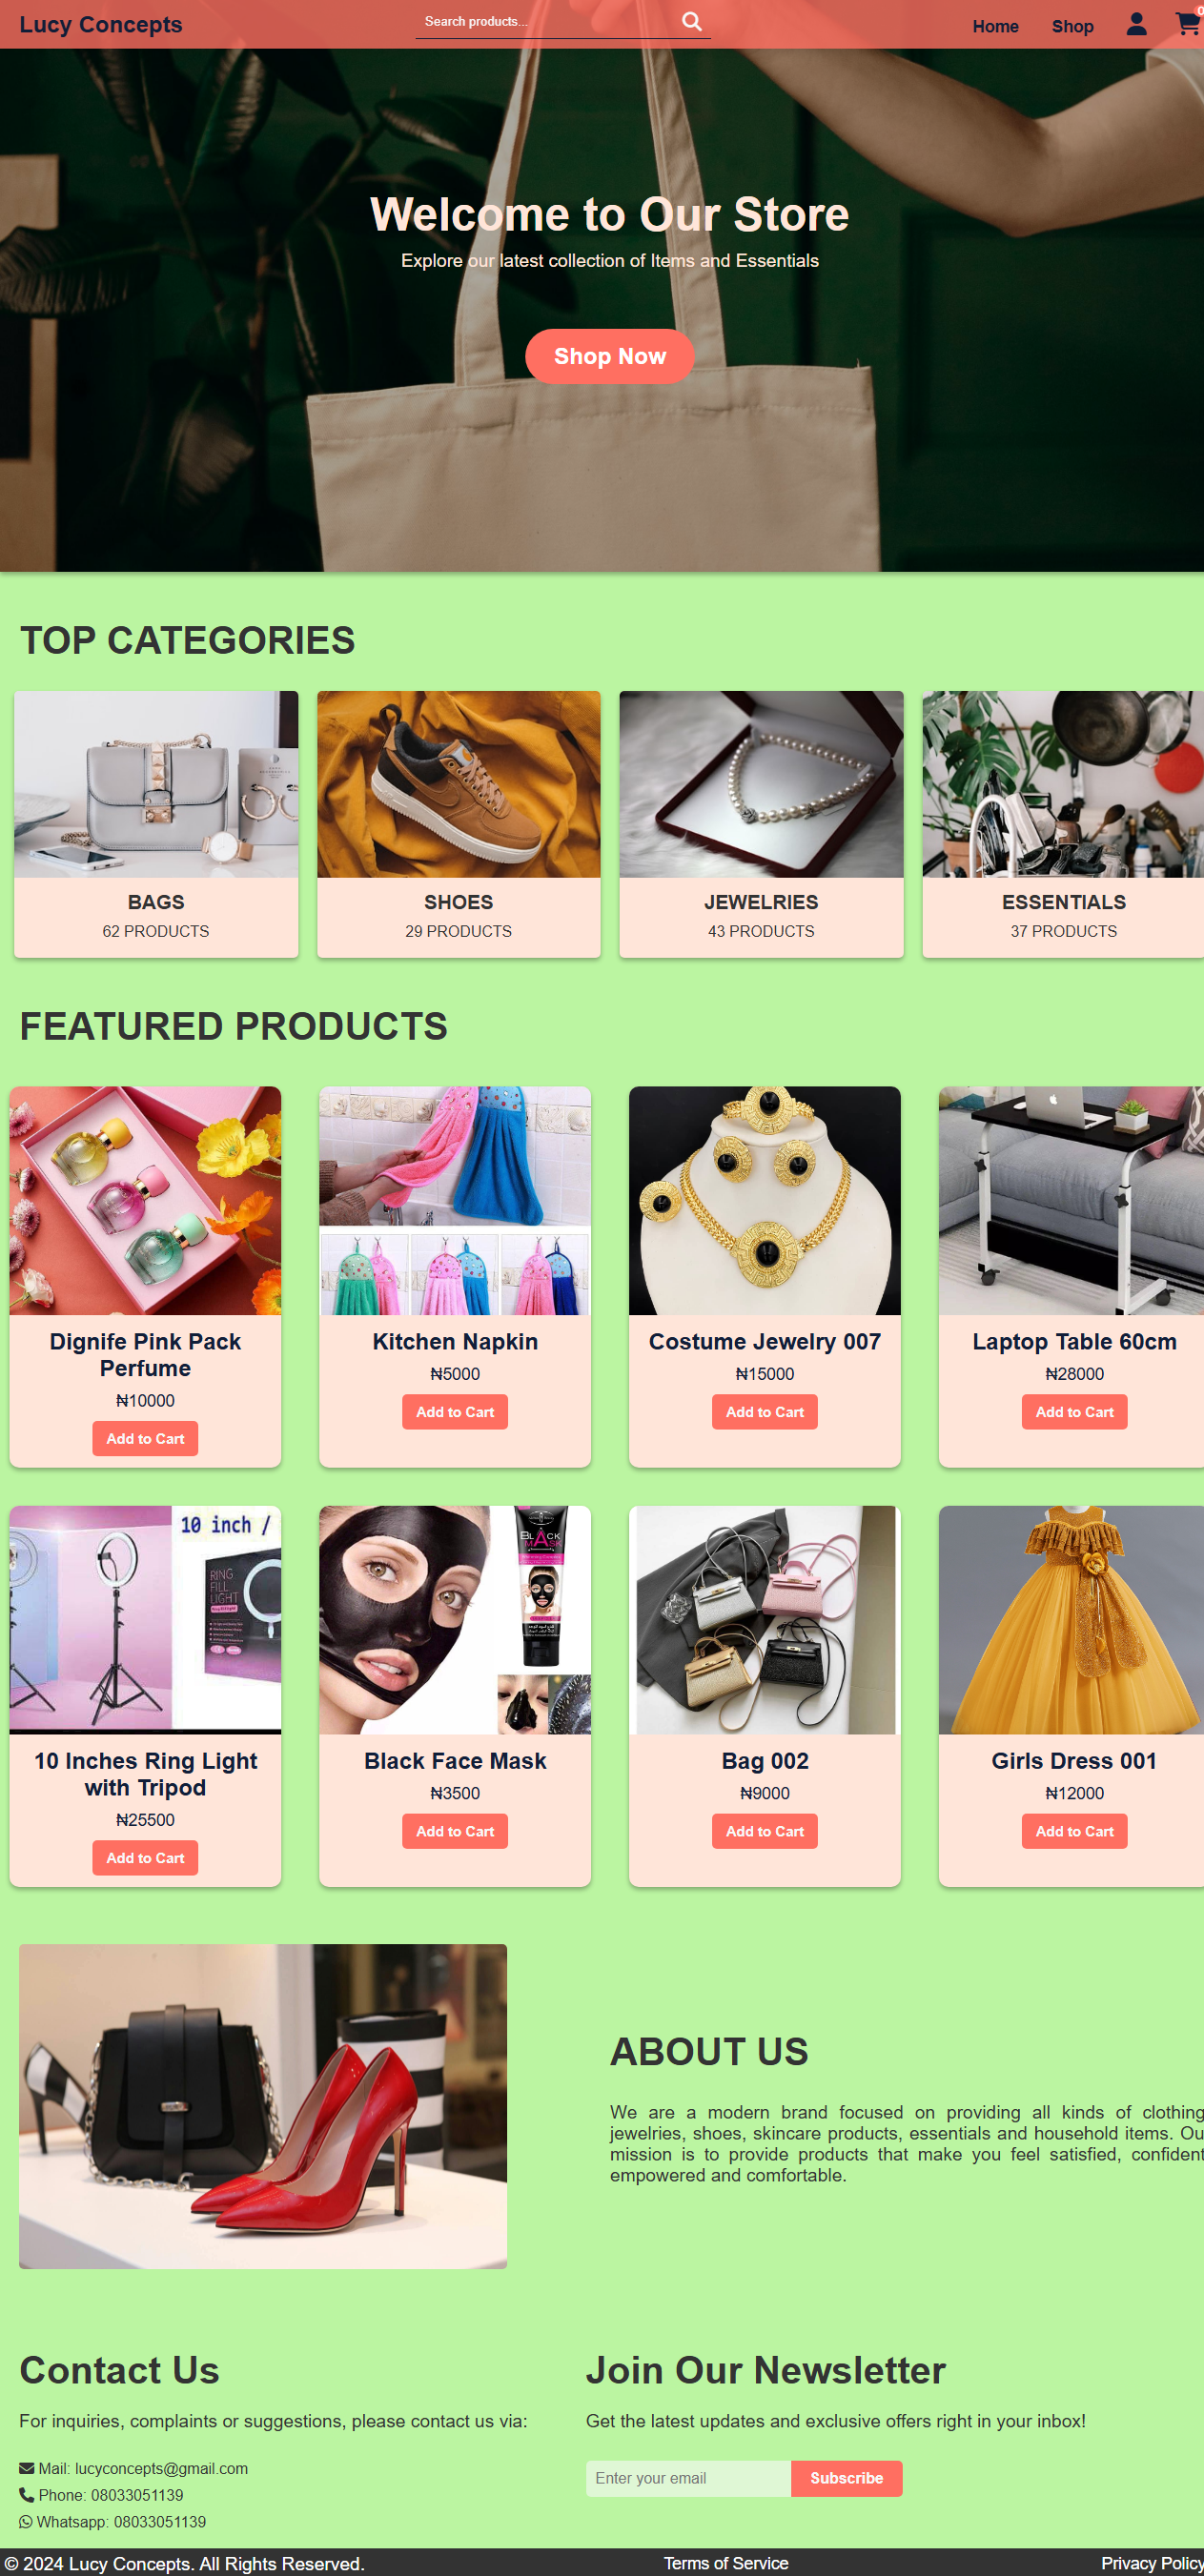 Lucy Concepts
Search products...
Home
Shop
0
Welcome to Our Store
Explore our latest collection of Items and Essentials
Shop Now
TOP CATEGORIES
BAGS
62 PRODUCTS
SHOES
29 PRODUCTS
JEWELRIES
43 PRODUCTS
ESSENTIALS
37 PRODUCTS
FEATURED PRODUCTS
Dignife Pink Pack
Perfume
₦10000
Add to Cart
Kitchen Napkin
₦5000
Add to Cart
Costume Jewelry 007
₦15000
Add to Cart
Laptop Table 60cm
₦28000
Add to Cart
10 inch /
RING
FILL
LIGHT
10 Inches Ring Light
with Tripod
₦25500
Add to Cart
BLACK
MASK
Black Face Mask
₦3500
Add to Cart
Bag 002
₦9000
Add to Cart
Girls Dress 001
₦12000
Add to Cart
ABOUT US
We are a modern brand focused on providing all kinds of clothing
jewelries, shoes, skincare products, essentials and household items. Ou
mission is to provide products that make you feel satisfied, confident
empowered and comfortable.
Contact Us
For inquiries, complaints or suggestions, please contact us via:
Mail: lucyconcepts@gmail.com
Phone: 08033051139
Whatsapp: 08033051139
Join Our Newsletter
Get the latest updates and exclusive offers right in your inbox!
Enter your email
Subscribe
© 2024 Lucy Concepts. All Rights Reserved.
Terms of Service
Privacy Policy